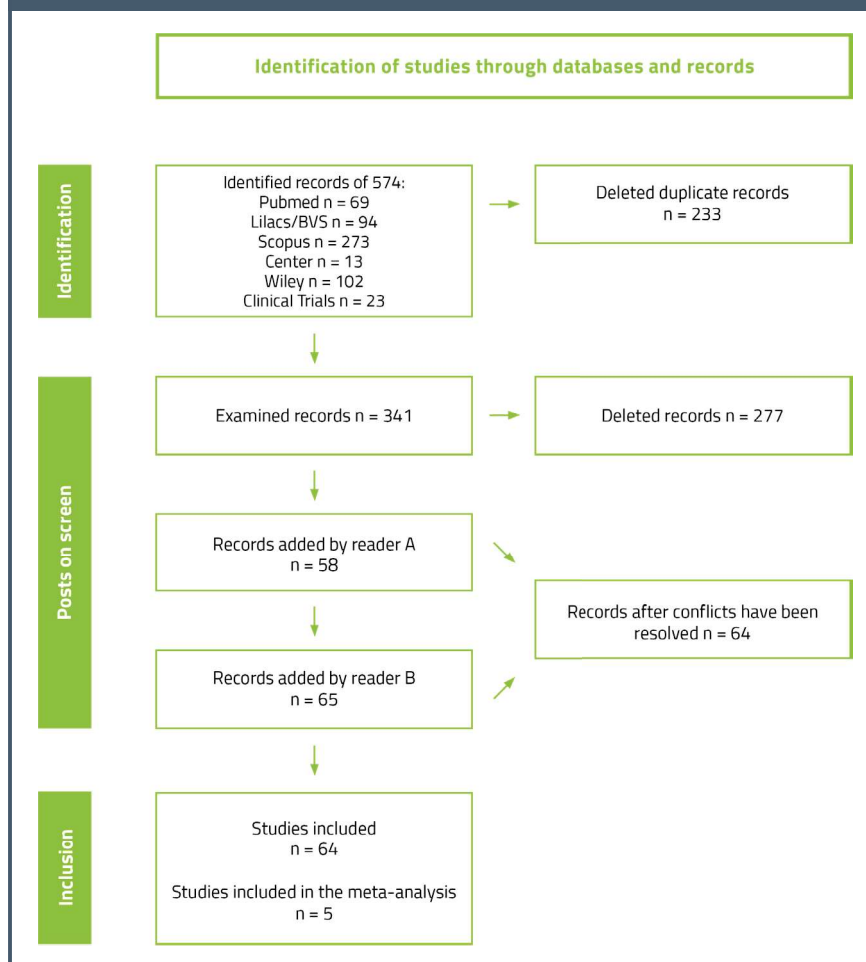 Identification of studies through databases and records
Identification
Identified records of 574:
Pubmed n = 69
Lilacs/BVS n = 94
Scopus n = 273
Center n = 13
Wiley n = 102
Clinical Trials n = 23
Deleted duplicate records
n = 233
Posts on screen
Examined records n = 341
Deleted records n = 277
Records added by reader A
n = 58
Records after conflicts have been
resolved n = 64
Records added by reader B
n = 65
Inclusion
Studies included
n = 64
Studies included in the meta-analysis
n = 5